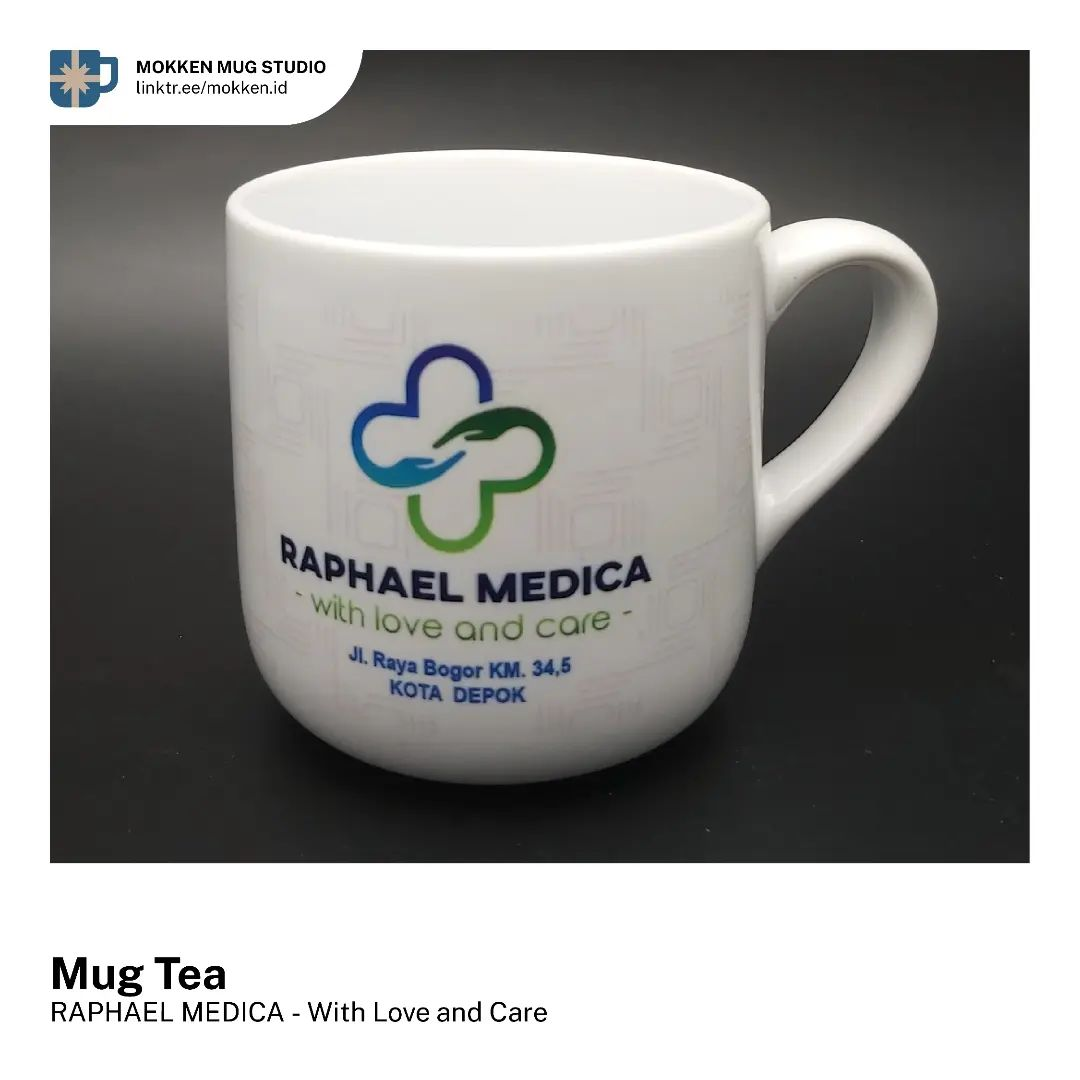 MOKKEN MUG STUDIO
linktr.ee/mokken.id
RAPHAEL MEDICA
- with love and care -
Jl. Raya Bogor KM. 34,5
KOTA DEPOK
Mug Tea
RAPHAEL MEDICA - With Love and Care